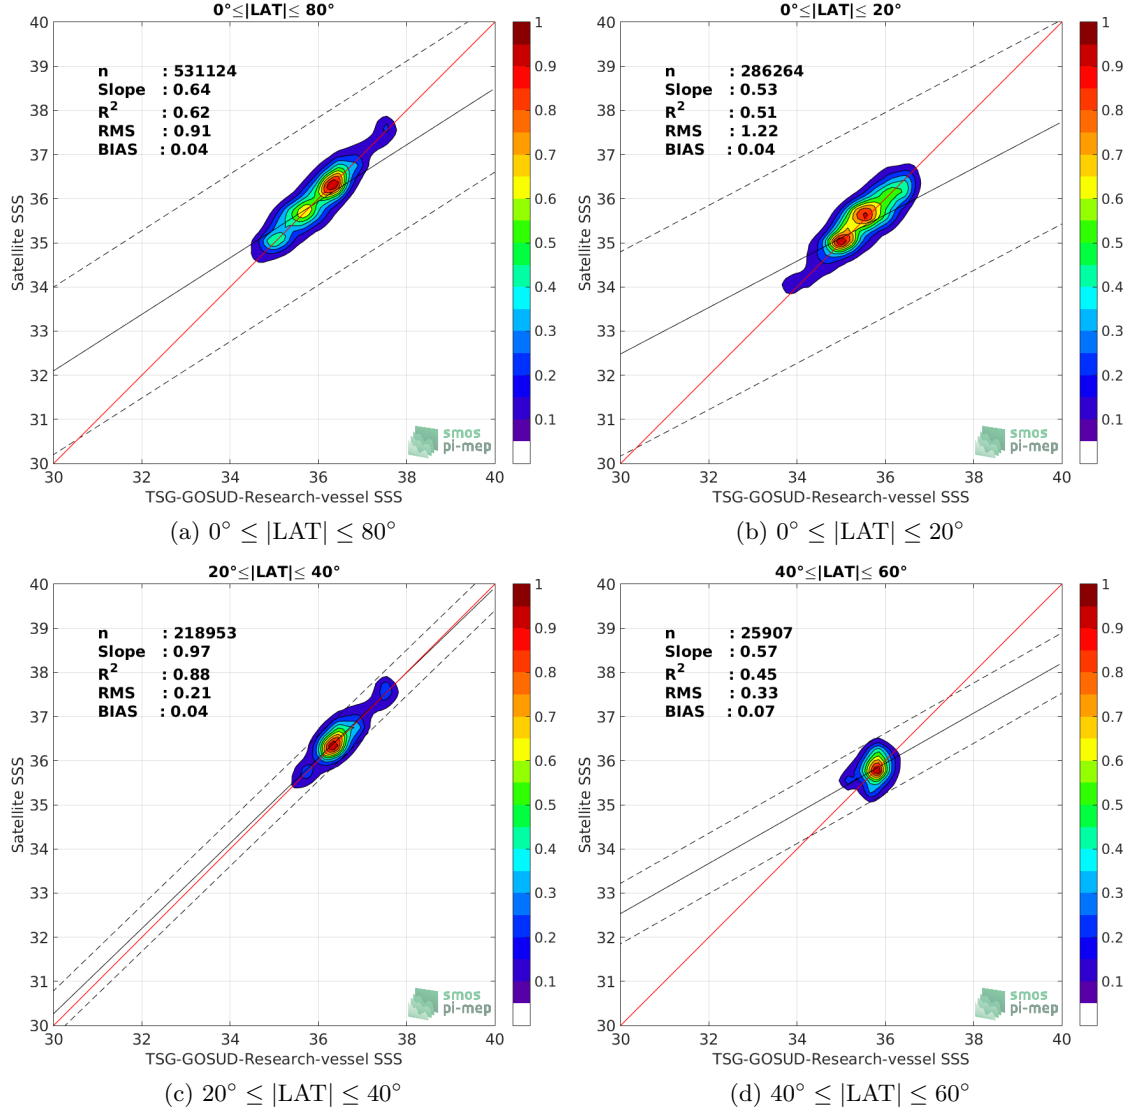 0°≤|LAT|≤ 80°
n : 531124
Slope : 0.64
R² : 0.62
RMS : 0.91
BIAS : 0.04
Satellite SSS
40
39
38
37
36
35
34
33
32
31
30
30 32 34 36 38 40
TSG-GOSUD-Research-vessel SSS
smos
pi-mep
1
0.9
0.8
0.7
0.6
0.5
0.4
0.3
0.2
0.1
(a) 0° ≤ |LAT| ≤ 80°
0°≤|LAT|≤ 20°
n : 286264
Slope : 0.53
R² : 0.51
RMS : 1.22
BIAS : 0.04
Satellite SSS
40
39
38
37
36
35
34
33
32
31
30
30 32 34 36 38 40
TSG-GOSUD-Research-vessel SSS
smos
pi-mep
1
0.9
0.8
0.7
0.6
0.5
0.4
0.3
0.2
0.1
(b) 0° ≤ |LAT| ≤ 20°
20°≤|LAT|≤ 40°
n : 218953
Slope : 0.97
R² : 0.88
RMS : 0.21
BIAS : 0.04
Satellite SSS
40
39
38
37
36
35
34
33
32
31
30
30 32 34 36 38 40
TSG-GOSUD-Research-vessel SSS
smos
pi-mep
1
0.9
0.8
0.7
0.6
0.5
0.4
0.3
0.2
0.1
(c) 20° ≤ |LAT| ≤ 40°
40°≤|LAT|≤ 60°
n : 25907
Slope : 0.57
R² : 0.45
RMS : 0.33
BIAS : 0.07
Satellite SSS
40
39
38
37
36
35
34
33
32
31
30
30 32 34 36 38 40
TSG-GOSUD-Research-vessel SSS
smos
pi-mep
1
0.9
0.8
0.7
0.6
0.5
0.4
0.3
0.2
0.1
(d) 40° ≤ |LAT| ≤ 60°